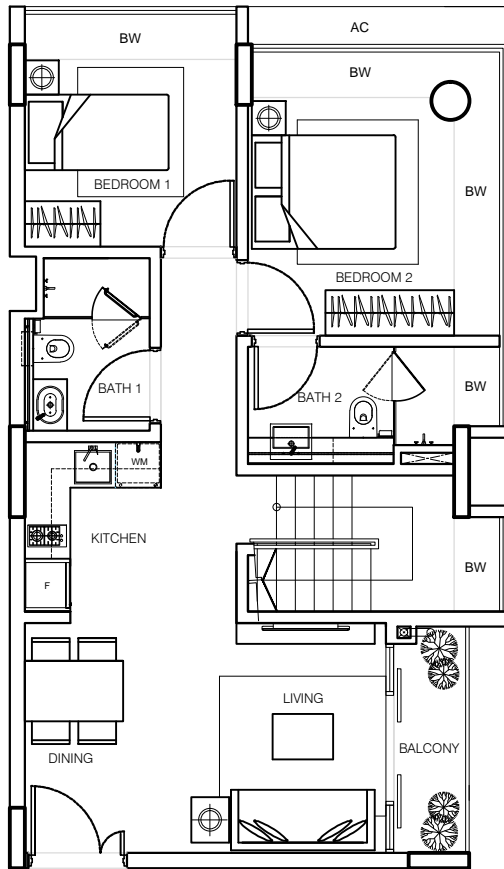 BW
AC
BW
BEDROOM 1
BW
BEDROOM 2
BATH 1
BATH 2
BW
WM
KITCHEN
BW
F
LIVING
DINING
BALCONY